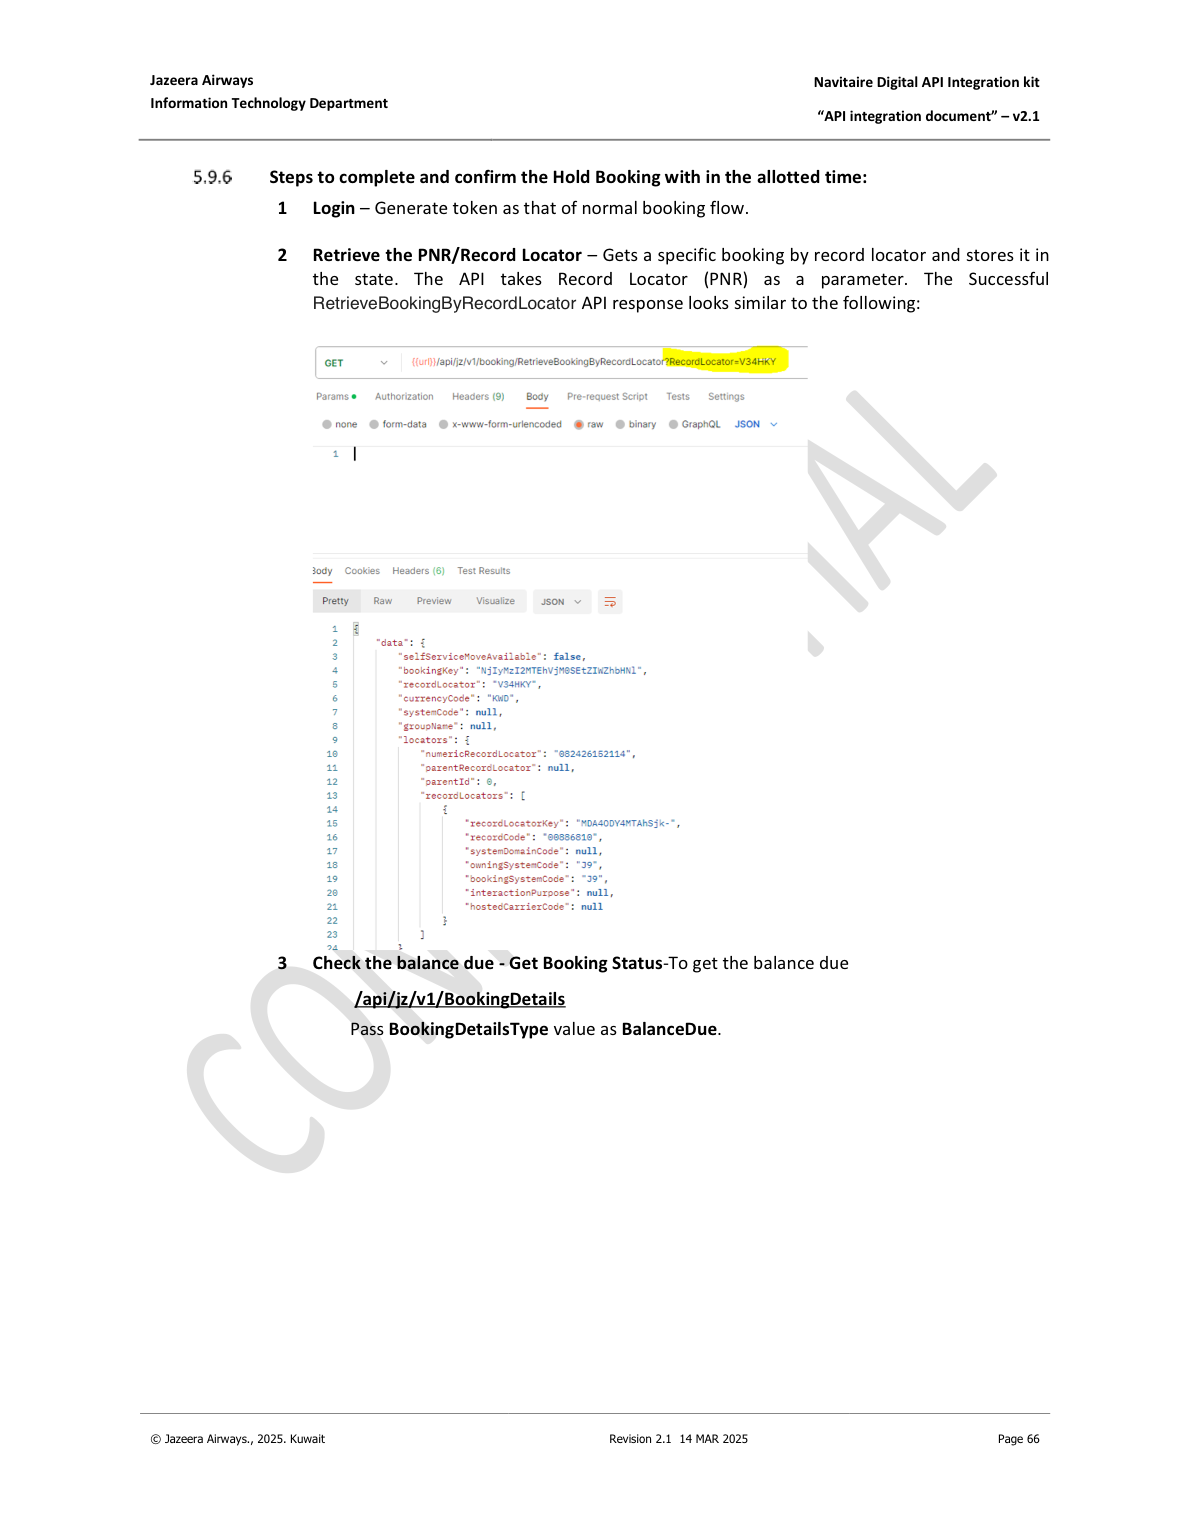 Jazeera Airways
Information Technology Department
Navitaire Digital API Integration kit
“API integration document” – v2.1
5.9.6 Steps to complete and confirm the Hold Booking with in the allotted time:
1 Login – Generate token as that of normal booking flow.
2 Retrieve the PNR/Record Locator – Gets a specific booking by record locator and stores it in
the state. The API takes Record Locator (PNR) as a parameter. The Successful
RetrieveBookingByRecordLocator API response looks similar to the following:
GET {{url}}/api/jz/v1/booking/RetrieveBookingByRecordLocator?RecordLocator=V34HKY
Params Authorization Headers (9) Body Pre-request Script Tests Settings
none form-data x-www-form-urlencoded raw binary GraphQL JSON
1
Body Cookies Headers (6) Test Results
Pretty Raw Preview Visualize JSON
1 {
2 "data": {
3 "selfServiceMoveAvailable": false,
4 "bookingKey": "NjIyMzI2MTEhVjM0SEtZIWZhbHNl",
5 "recordLocator": "V34HKY",
6 "currencyCode": "KWD",
7 "systemCode": null,
8 "groupName": null,
9 "locators": {
10 "numericRecordLocator": "082426152114",
11 "parentRecordLocator": null,
12 "parentId": 0,
13 "recordLocators": [
14 {
15 "recordLocatorKey": "MDA4ODY4MTAhSjk-",
16 "recordCode": "00886810",
17 "systemDomainCode": null,
18 "owningSystemCode": "J9",
19 "bookingSystemCode": "J9",
20 "interactionPurpose": null,
21 "hostedCarrierCode": null
22 }
23 ]
24 }
3 Check the balance due - Get Booking Status-To get the balance due
/api/jz/v1/BookingDetails
Pass BookingDetailsType value as BalanceDue.
© Jazeera Airways., 2025. Kuwait
Revision 2.1 14 MAR 2025
Page 66